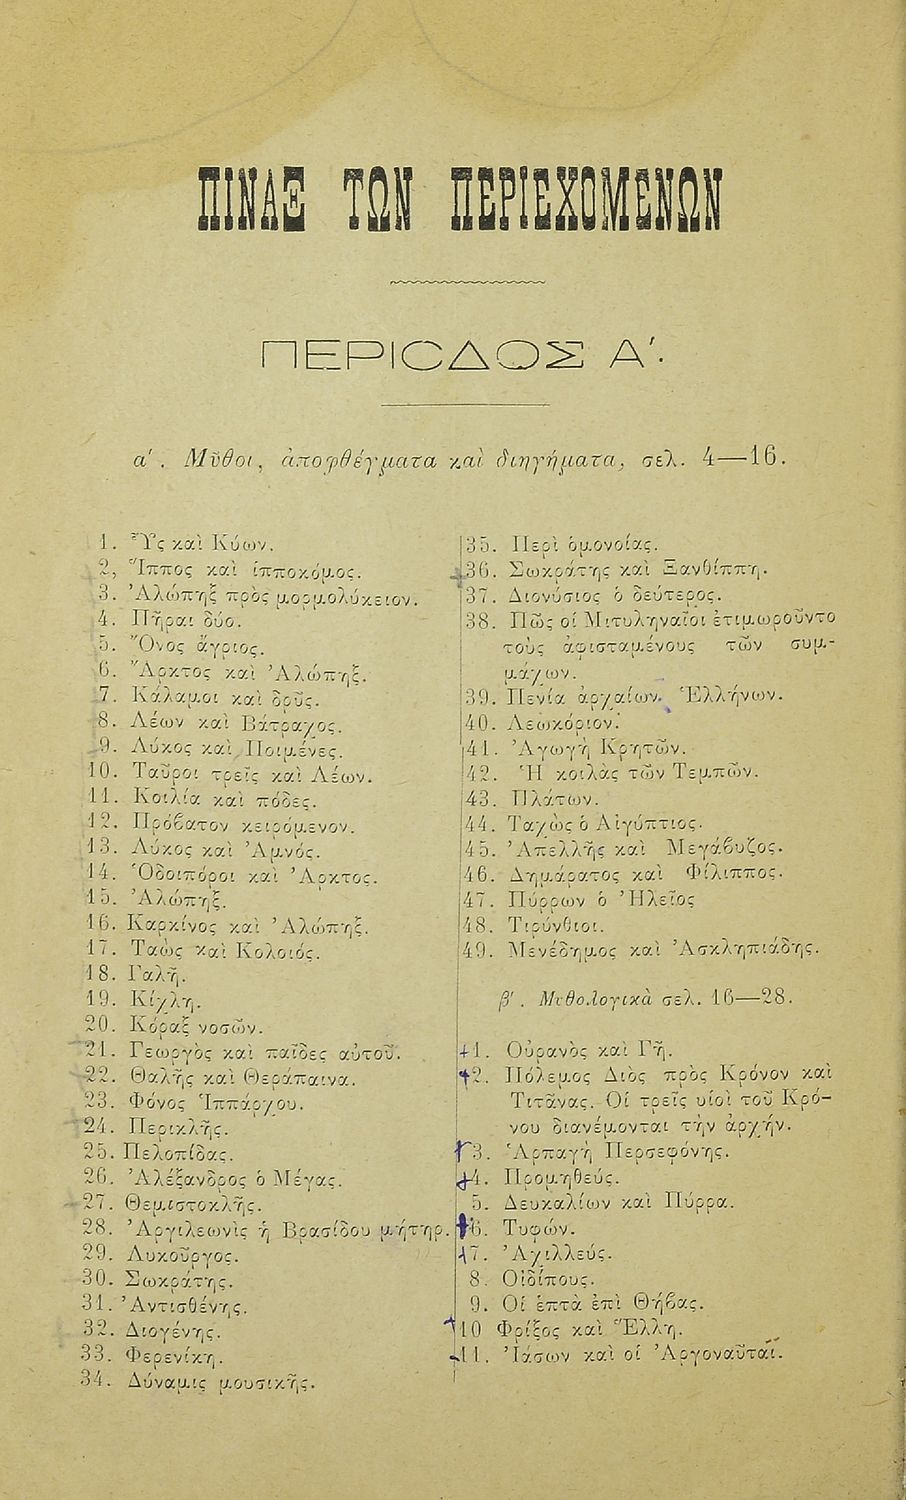 ΠΙΝΑΞ ΤΩΝ ΠΕΡΙΕΧΟΜΕΝΩΝ
ΠΕΡΙΟΔΟΣ Α΄.
α΄. Μῦθοι, ἀποφθέγματα καὶ διηγήματα, σελ. 4—16.
1. Ὗς καὶ Κύων.
2, Ἵππος καὶ ἱπποκόμος.
3. Ἀλώπηξ πρὸς μορμολύκειον.
4. Πῆραι δύο.
5. Ὄνος ἄγριος.
6. Ἄρκτος καὶ Ἀλώπηξ.
7. Κάλαμοι καὶ δρῦς.
8. Λέων καὶ Βάτραχος.
9. Λύκος καὶ Ποιμένες.
10. Ταῦροι τρεῖς καὶ Λέων.
11. Κοιλία καὶ πόδες.
12. Πρόβατον κειρόμενον.
13. Λύκος καὶ Ἀμνός.
14. Ὁδοιπόροι καὶ Ἄρκτος.
15. Ἀλώπηξ.
16. Καρκίνος καὶ Ἀλώπηξ.
17. Ταὼς καὶ Κολοιός.
18. Γαλῆ.
19. Κίχλη.
20. Κόραξ νοσῶν.
21. Γεωργὸς καὶ παῖδες αὐτοῦ.
22. Θαλῆς καὶ Θεράπαινα.
23. Φόνος Ἱππάρχου.
24. Περικλῆς.
25. Πελοπίδας.
26. Ἀλέξανδρος ὁ Μέγας.
27. Θεμιστοκλῆς.
28. Ἀργιλεωνὶς ἡ Βρασίδου μήτηρ.
29. Λυκοῦργος.
30. Σωκράτης.
31. Ἀντισθένης.
32. Διογένης.
33. Φερενίκη.
34. Δύναμις μουσικῆς.
35. Περὶ ὁμονοίας.
36. Σωκράτης καὶ Ξανθίππη.
37. Διονύσιος ὁ δεύτερος.
38. Πῶς οἱ Μιτυληναῖοι ἐτιμωροῦντο
τοὺς ἀφισταμένους τῶν συμ-
μάχων.
39. Πενία ἀρχαίων Ἑλλήνων.
40. Λεωκόριον.
41. Ἀγωγὴ Κρητῶν.
42. Ἡ κοιλὰς τῶν Τεμπῶν.
43. Πλάτων.
44. Ταχὼς ὁ Αἰγύπτιος.
45. Ἀπελλῆς καὶ Μεγάβυζος.
46. Δημάρατος καὶ Φίλιππος.
47. Πύρρων ὁ Ἠλεῖος
48. Τιρύνθιοι.
49. Μενέδημος καὶ Ἀσκληπιάδης.
β΄. Μυθολογικὰ σελ. 16—28.
1. Οὐρανὸς καὶ Γῆ.
2. Πόλεμος Διὸς πρὸς Κρόνον καὶ
Τιτᾶνας. Οἱ τρεῖς υἱοὶ τοῦ Κρό-
νου διανέμονται τὴν ἀρχήν.
3. Ἁρπαγὴ Περσεφόνης.
4. Προμηθεύς.
5. Δευκαλίων καὶ Πύρρα.
6. Τυφών.
7. Ἀχιλλεύς.
8. Οἰδίπους.
9. Οἱ ἑπτὰ ἐπὶ Θήβας.
10 Φρίξος καὶ Ἕλλη.
11. Ἰάσων καὶ οἱ Ἀργοναῦται.